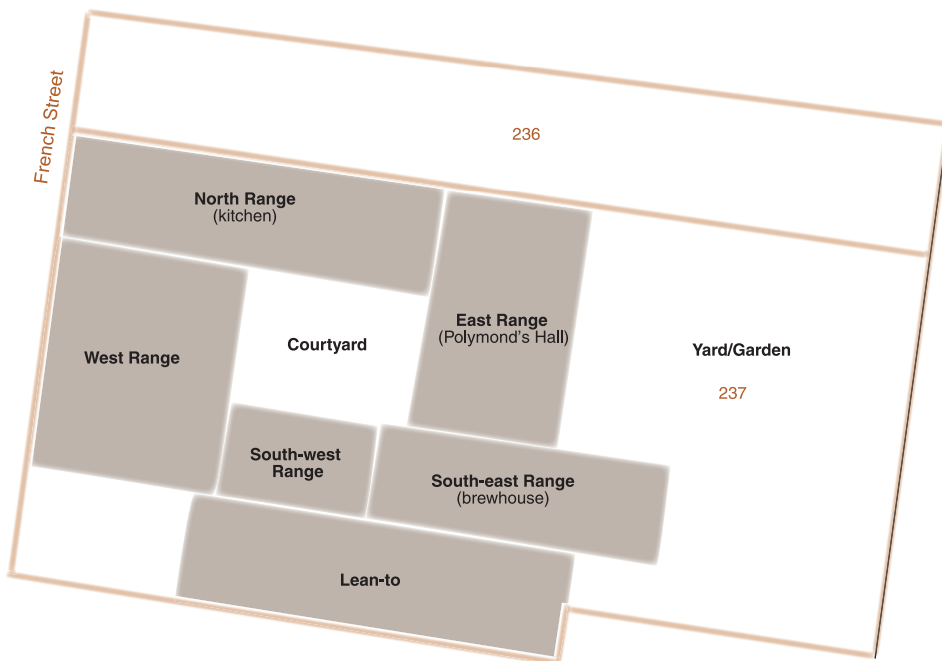 French Street
236
North Range
(kitchen)
East Range
(Polymond's Hall)
West Range
Courtyard
Yard/Garden
237
South-west
Range
South-east Range
(brewhouse)
Lean-to